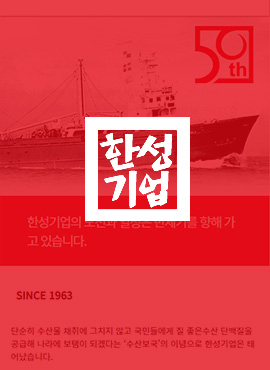 50th
한성
기업
한성기업의 도전과 열정은 반세기를 향해 가
고 있습니다.
SINCE 1963
단순히 수산물 채취에 그치지 않고 국민들에게 질 좋은수산 단백질을
공급해 나라에 보탬이 되겠다는 '수산보국'의 이념으로 한성기업은 태
어났습니다.